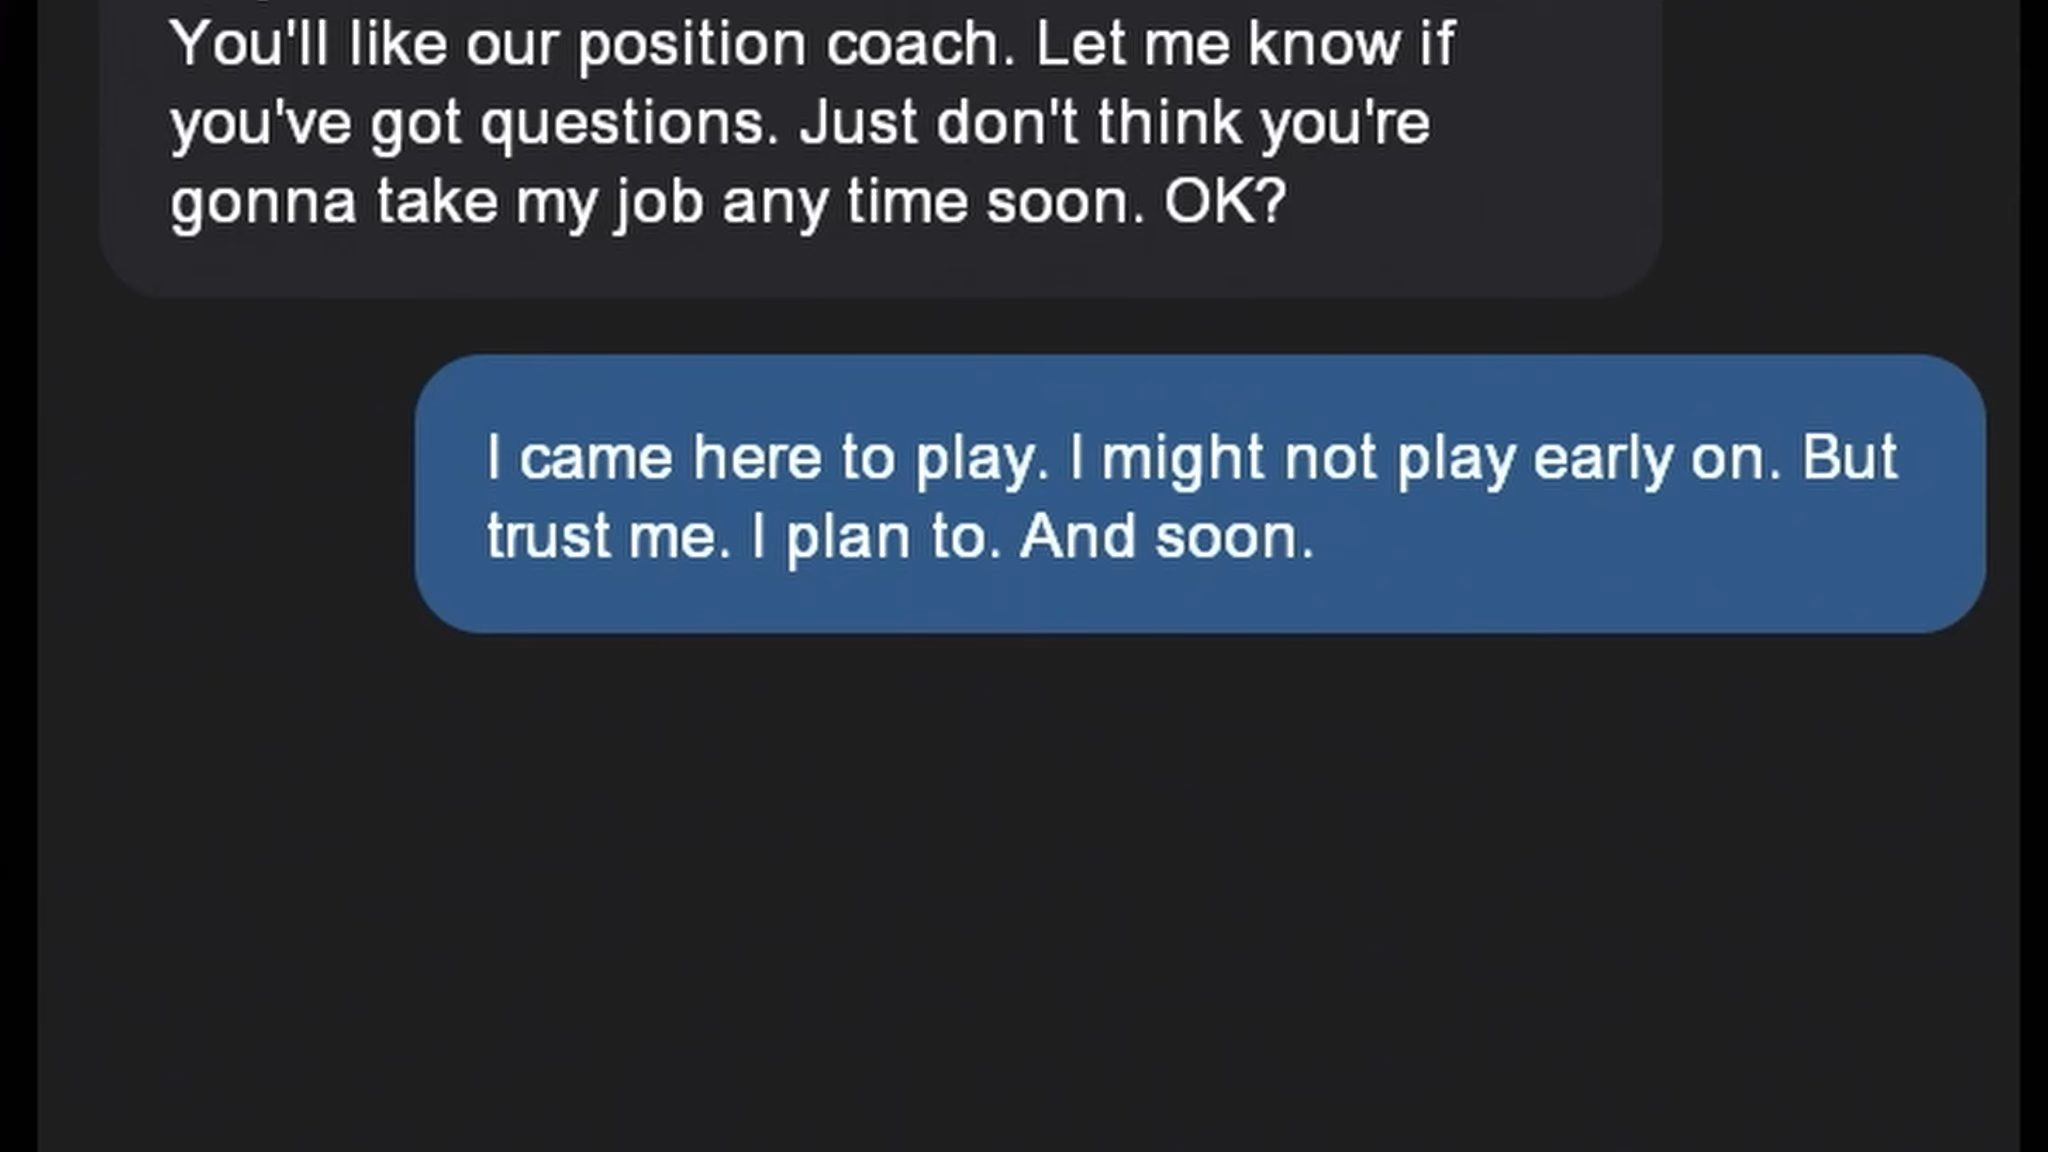 You'll like our position coach. Let me know if
you've got questions. Just don't think you're
gonna take my job any time soon. OK?
I came here to play. I might not play early on. But
trust me. I plan to. And soon.